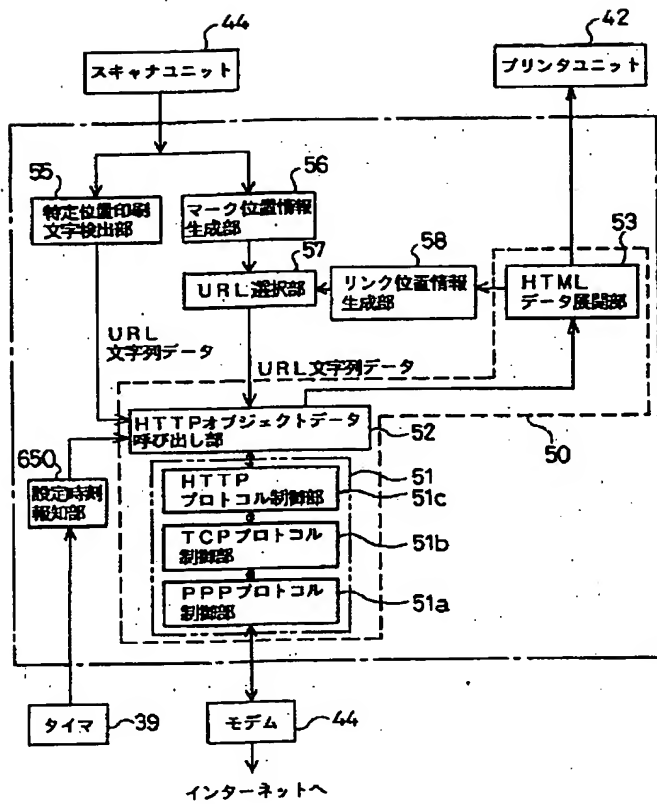 44
スキャナユニット
42
プリンタユニット
55
特定位置印刷
文字検出部
56
マーク位置情報
生成部
57
URL選択部
58
リンク位置情報
生成部
53
HTML
データ展開部
URL
文字列データ
URL文字列データ
HTTPオブジェクトデータ
呼び出し部
52
50
650
設定時刻
報知部
51
HTTP
プロトコル制御部
51c
TCPプロトコル
制御部
51b
PPPプロトコル
制御部
51a
タイマ
39
モデム
44
インターネットへ